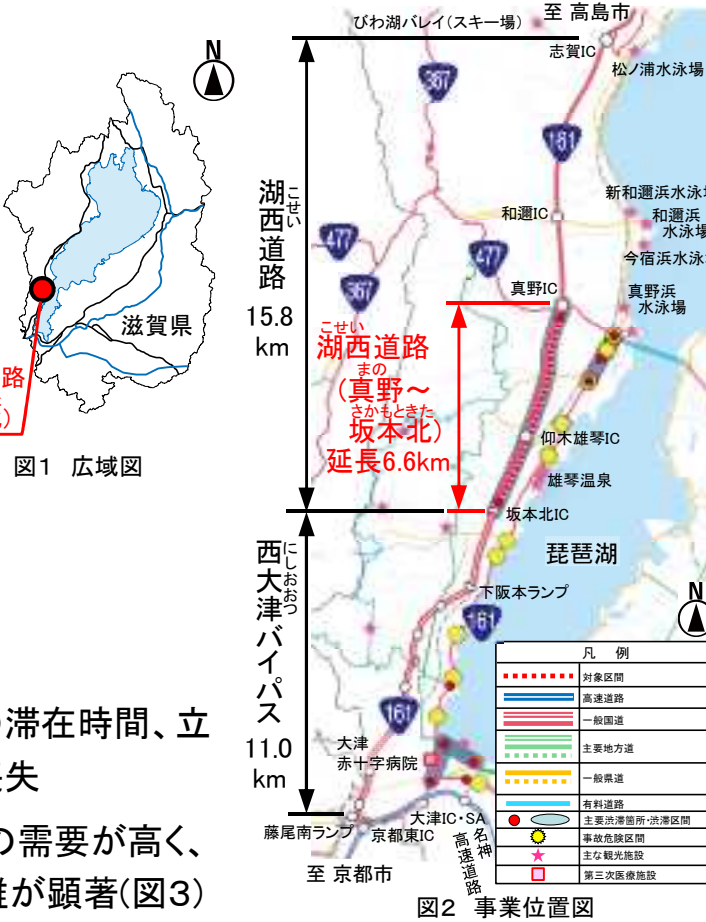 N
滋賀県
路
図1 広域図
の滞在時間、立
失
の需要が高く、
が顕著(図3)
至 高島市
びわ湖バレイ(スキー場)
志賀IC
松ノ浦水泳場
367
161
こせい
湖西道路
15.8
km
新和邇浜水泳場
和邇IC
和邇浜
水泳場
477
477
今宿浜水泳場
367
真野IC
真野浜
水泳場
こせい
湖西道路
まの
(真野～
さかもときた
坂本北)
延長6.6km
仰木雄琴IC
雄琴温泉
坂本北IC
琵琶湖
にしおおつ
西大津バイパス
11.0
km
下阪本ランプ
161
161
N
大津
赤十字病院
藤尾南ランプ
京都東IC
大津IC・SA
名神
高速道路
至 京都市
凡 例
対象区間
高速道路
一般国道
主要地方道
一般県道
有料道路
主要渋滞箇所・渋滞区間
事故危険区間
主な観光施設
第三次医療施設
図2 事業位置図